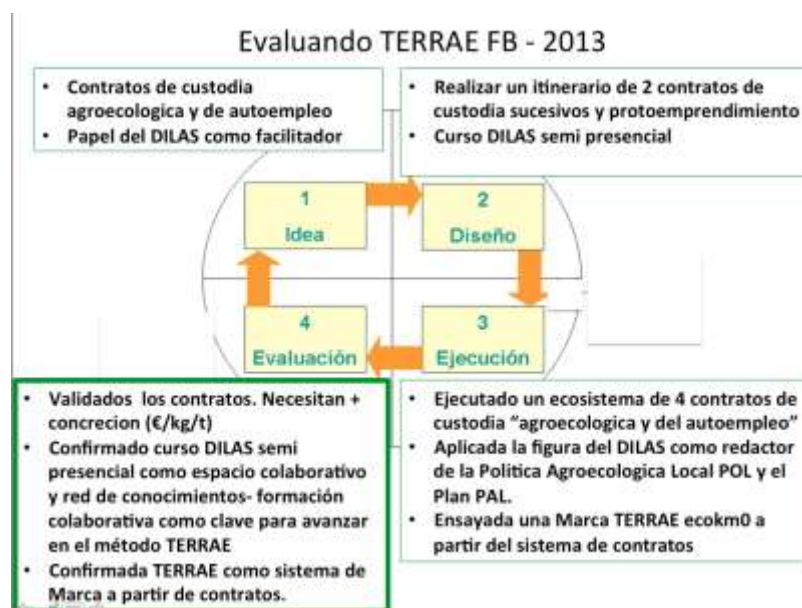 Evaluando TERRAE FB - 2013
• Contratos de custodia
agroecologica y de autoempleo
• Papel del DILAS como facilitador
• Realizar un itinerario de 2 contratos de
custodia sucesivos y protoemprendimiento
• Curso DILAS semi presencial
1
Idea
2
Diseño
4
Evaluación
3
Ejecución
• Validados los contratos. Necesitan +
concrecion (€/kg/t)
• Confirmado curso DILAS semi
presencial como espacio colaborativo
y red de conocimientos- formación
colaborativa como clave para avanzar
en el método TERRAE
• Confirmada TERRAE como sistema de
Marca a partir de contratos.
• Ejecutado un ecosistema de 4 contratos de
custodia “agroecologica y del autoempleo”
• Aplicada la figura del DILAS como redactor
de la Politica Agroecologica Local POL y el
Plan PAL.
• Ensayada una Marca TERRAE ecokm0 a
partir del sistema de contratos